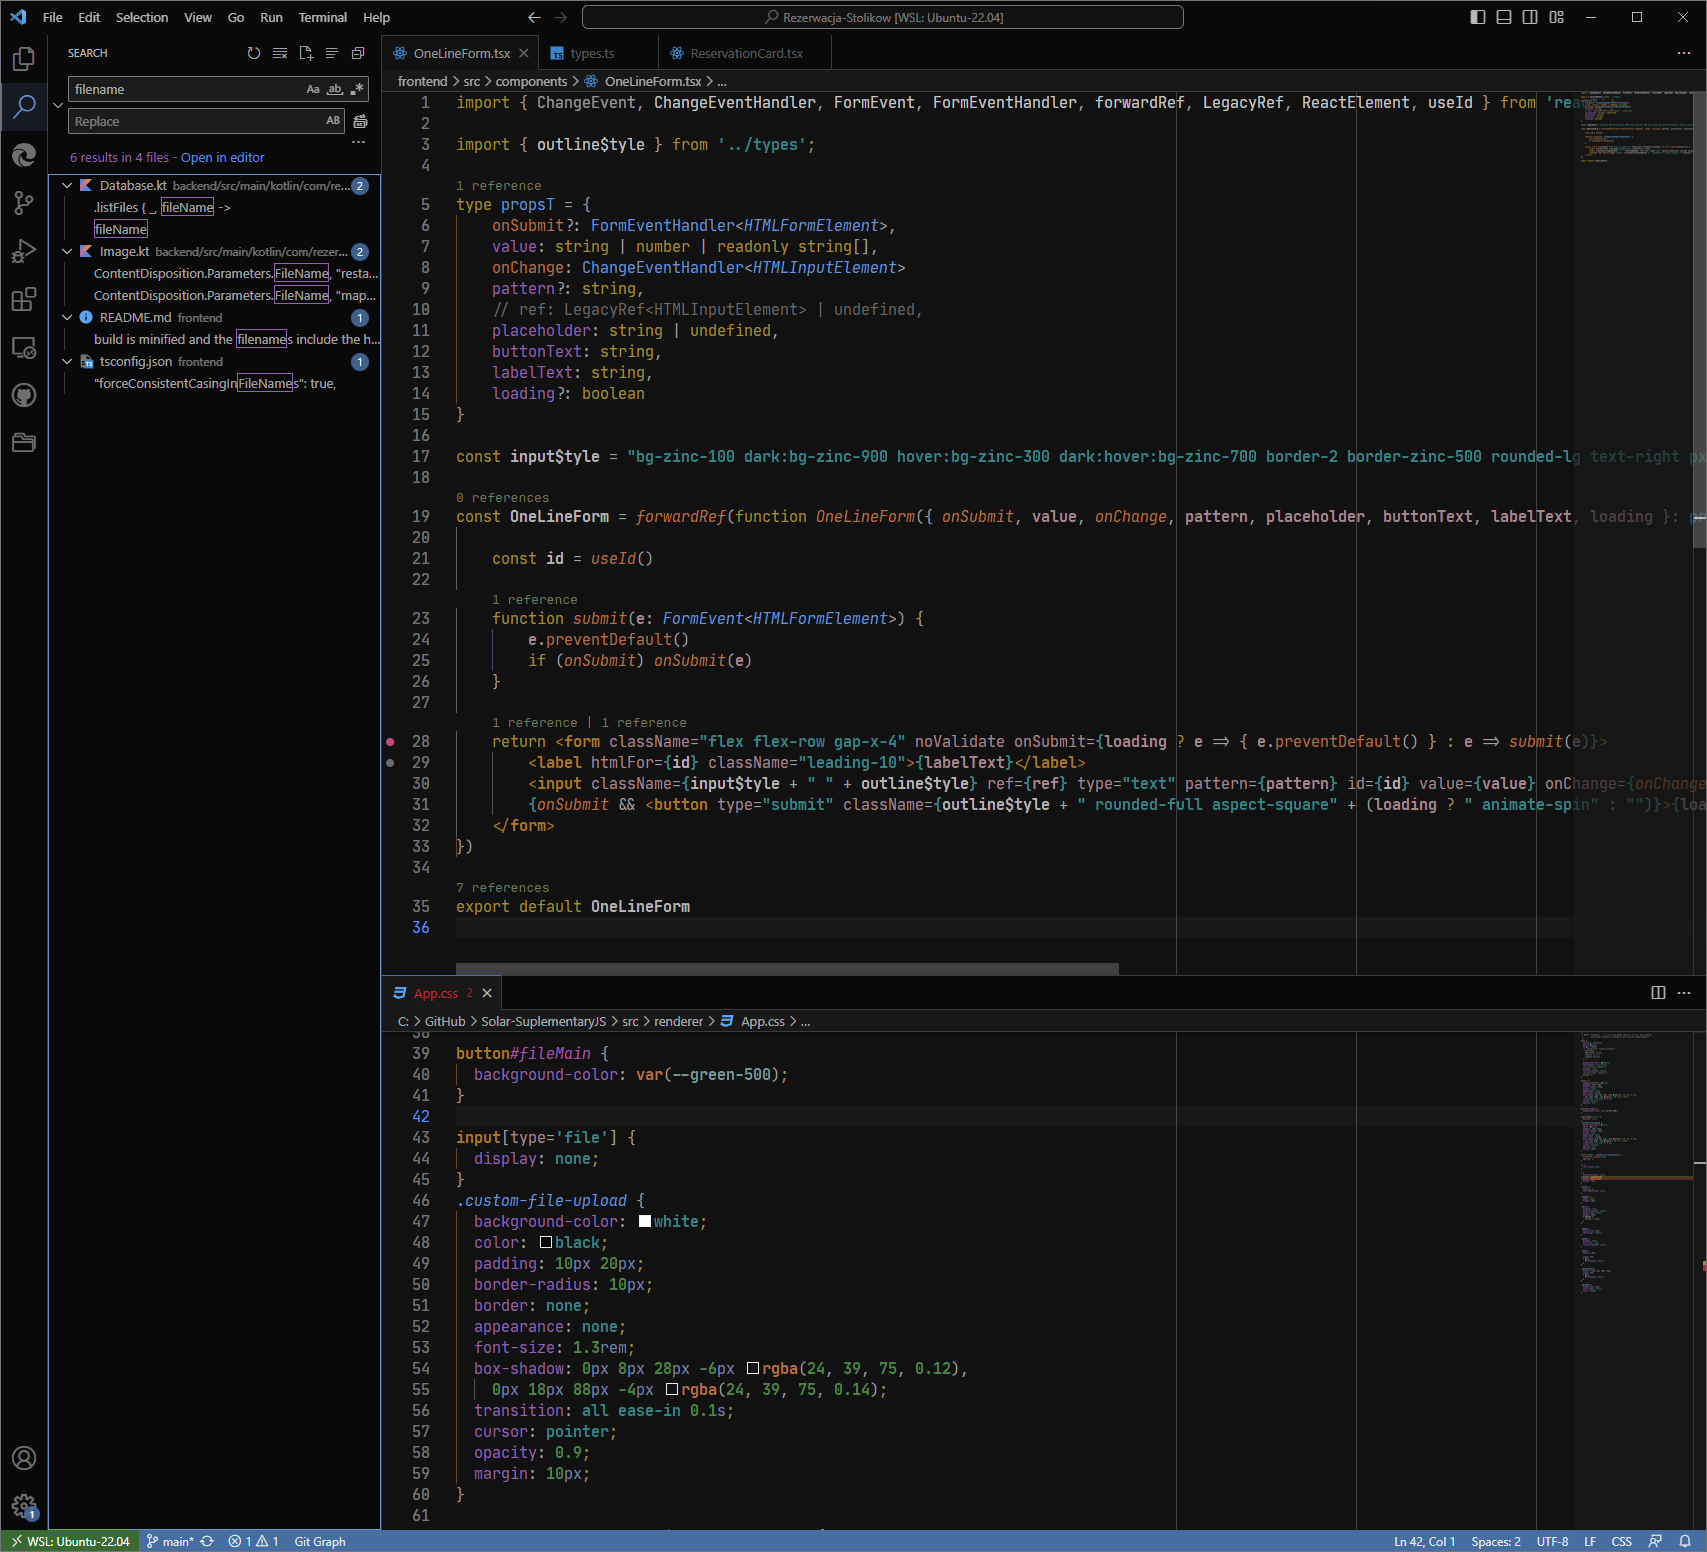 File Edit Selection View Go Run Terminal Help
Rezerwacja-Stolikow [WSL: Ubuntu-22.04]
SEARCH
filename
Aa ab .*
Replace
AB
6 results in 4 files - Open in editor
Database.kt backend/src/main/kotlin/com/re... 2
.listFiles { _, fileName ->
fileName
Image.kt backend/src/main/kotlin/com/rezer... 2
ContentDisposition.Parameters.FileName, "resta...
ContentDisposition.Parameters.FileName, "map...
README.md frontend 1
build is minified and the filenames include the h...
tsconfig.json frontend 1
"forceConsistentCasingInFileNames": true,
OneLineForm.tsx types.ts ReservationCard.tsx
frontend > src > components > OneLineForm.tsx > ...
1 import { ChangeEvent, ChangeEventHandler, FormEvent, FormEventHandler, forwardRef, LegacyRef, ReactElement, useId } from 'rea
2
3 import { outline$tyle } from '../types';
4
1 reference
5 type propsT = {
6 onSubmit?: FormEventHandler<HTMLFormElement>,
7 value: string | number | readonly string[],
8 onChange: ChangeEventHandler<HTMLInputElement>
9 pattern?: string,
10 // ref: LegacyRef<HTMLInputElement> | undefined,
11 placeholder: string | undefined,
12 buttonText: string,
13 labelText: string,
14 loading?: boolean
15 }
16
17 const input$tyle = "bg-zinc-100 dark:bg-zinc-900 hover:bg-zinc-300 dark:hover:bg-zinc-700 border-2 border-zinc-500 rounded-lg text-right px
18
0 references
19 const OneLineForm = forwardRef(function OneLineForm({ onSubmit, value, onChange, pattern, placeholder, buttonText, labelText, loading }: pr
20
21 const id = useId()
22
1 reference
23 function submit(e: FormEvent<HTMLFormElement>) {
24 e.preventDefault()
25 if (onSubmit) onSubmit(e)
26 }
27
1 reference | 1 reference
28 return <form className="flex flex-row gap-x-4" noValidate onSubmit={loading ? e => { e.preventDefault() } : e => submit(e)}>
29 <label htmlFor={id} className="leading-10">{labelText}</label>
30 <input className={input$tyle + " " + outline$tyle} ref={ref} type="text" pattern={pattern} id={id} value={value} onChange={onChange
31 {onSubmit && <button type="submit" className={outline$tyle + " rounded-full aspect-square" + (loading ? " animate-spin" : "")}>{loa
32 </form>
33 })
34
7 references
35 export default OneLineForm
36
App.css 2
C: > GitHub > Solar-SuplementaryJS > src > renderer > App.css > ...
38
39 button#fileMain {
40 background-color: var(--green-500);
41 }
42
43 input[type='file'] {
44 display: none;
45 }
46 .custom-file-upload {
47 background-color: white;
48 color: black;
49 padding: 10px 20px;
50 border-radius: 10px;
51 border: none;
52 appearance: none;
53 font-size: 1.3rem;
54 box-shadow: 0px 8px 28px -6px rgba(24, 39, 75, 0.12),
55 0px 18px 88px -4px rgba(24, 39, 75, 0.14);
56 transition: all ease-in 0.1s;
57 cursor: pointer;
58 opacity: 0.9;
59 margin: 10px;
60 }
61
1
WSL: Ubuntu-22.04 main* 1 1 Git Graph Ln 42, Col 1 Spaces: 2 UTF-8 LF CSS